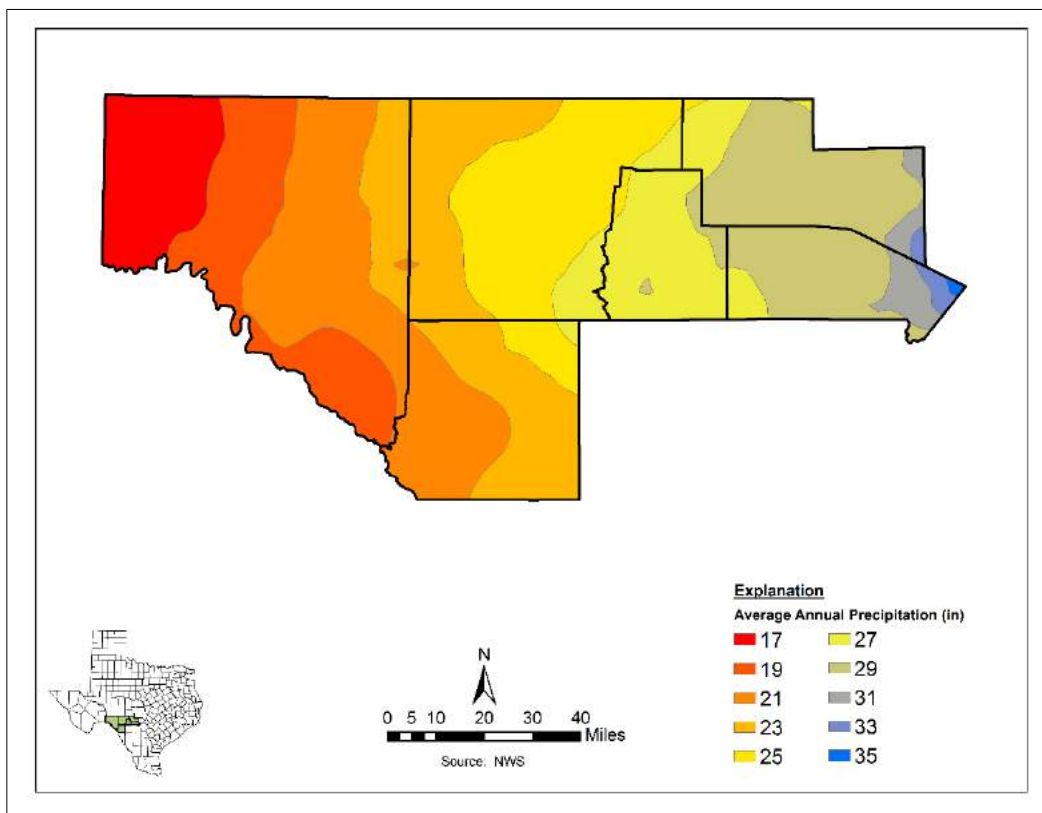 Explanation
Average Annual Precipitation (in)
17 27
19 29
21 31
23 33
25 35
N
0 5 10 20 30 40
Miles
Source: NWS